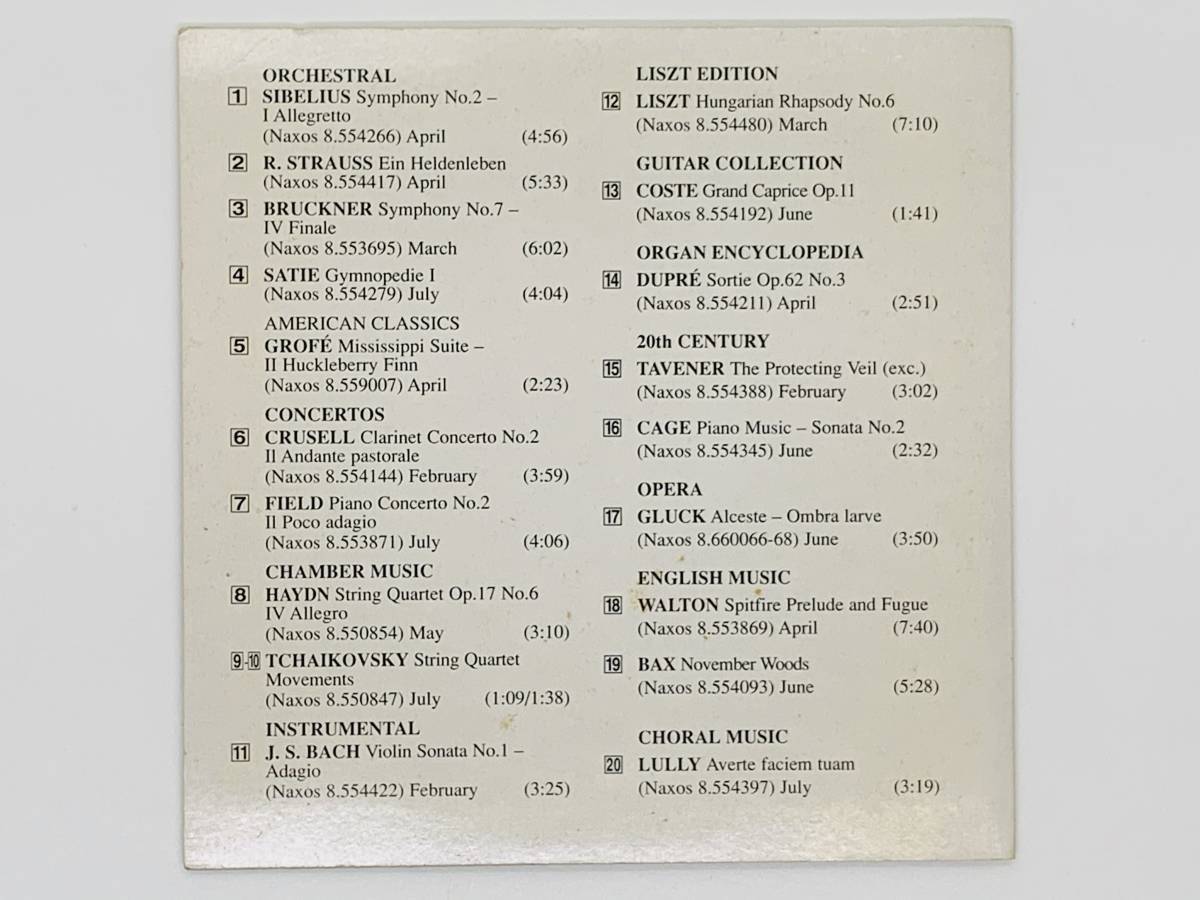 ORCHESTRAL
1 SIBELIUS Symphony No.2 –
I Allegretto
(Naxos 8.554266) April (4:56)
2 R. STRAUSS Ein Heldenleben
(Naxos 8.554417) April (5:33)
3 BRUCKNER Symphony No.7 –
IV Finale
(Naxos 8.553695) March (6:02)
4 SATIE Gymnopedie I
(Naxos 8.554279) July (4:04)
AMERICAN CLASSICS
5 GROFÉ Mississippi Suite –
II Huckleberry Finn
(Naxos 8.559007) April (2:23)
CONCERTOS
6 CRUSELL Clarinet Concerto No.2
II Andante pastorale
(Naxos 8.554144) February (3:59)
7 FIELD Piano Concerto No.2
II Poco adagio
(Naxos 8.553871) July (4:06)
CHAMBER MUSIC
8 HAYDN String Quartet Op.17 No.6
IV Allegro
(Naxos 8.550854) May (3:10)
9-10 TCHAIKOVSKY String Quartet
Movements
(Naxos 8.550847) July (1:09/1:38)
INSTRUMENTAL
11 J. S. BACH Violin Sonata No.1 –
Adagio
(Naxos 8.554422) February (3:25)
LISZT EDITION
12 LISZT Hungarian Rhapsody No.6
(Naxos 8.554480) March (7:10)
GUITAR COLLECTION
13 COSTE Grand Caprice Op.11
(Naxos 8.554192) June (1:41)
ORGAN ENCYCLOPEDIA
14 DUPRÉ Sortie Op.62 No.3
(Naxos 8.554211) April (2:51)
20th CENTURY
15 TAVENER The Protecting Veil (exc.)
(Naxos 8.554388) February (3:02)
16 CAGE Piano Music – Sonata No.2
(Naxos 8.554345) June (2:32)
OPERA
17 GLUCK Alceste – Ombra larve
(Naxos 8.660066-68) June (3:50)
ENGLISH MUSIC
18 WALTON Spitfire Prelude and Fugue
(Naxos 8.553869) April (7:40)
19 BAX November Woods
(Naxos 8.554093) June (5:28)
CHORAL MUSIC
20 LULLY Averte faciem tuam
(Naxos 8.554397) July (3:19)